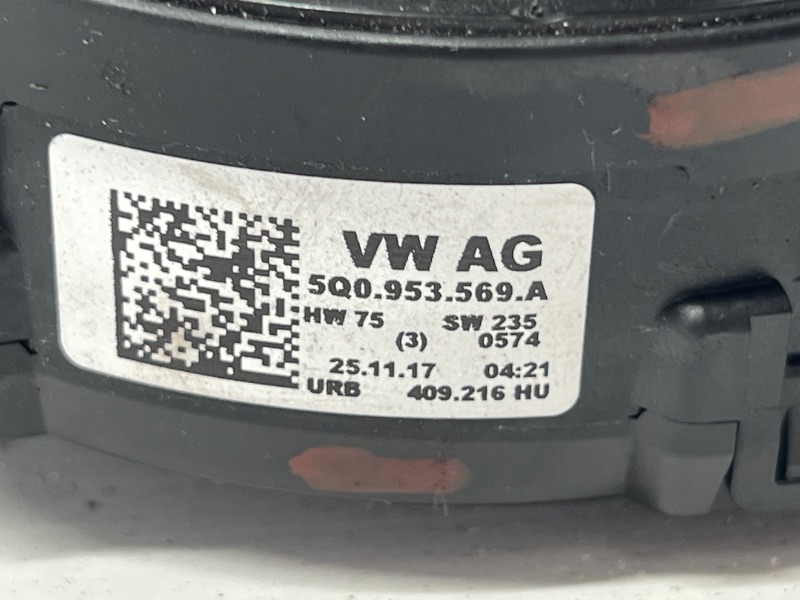 VW AG
5Q0.953.569.A
HW 75 SW 235
(3) 0574
25.11.17 04:21
URB 409.216 HU